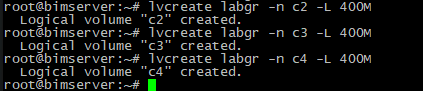 root@bimserver:~# lvcreate labgr -n c2 -L 400M
  Logical volume "c2" created.
root@bimserver:~# lvcreate labgr -n c3 -L 400M
  Logical volume "c3" created.
root@bimserver:~# lvcreate labgr -n c4 -L 400M
  Logical volume "c4" created.
root@bimserver:~#